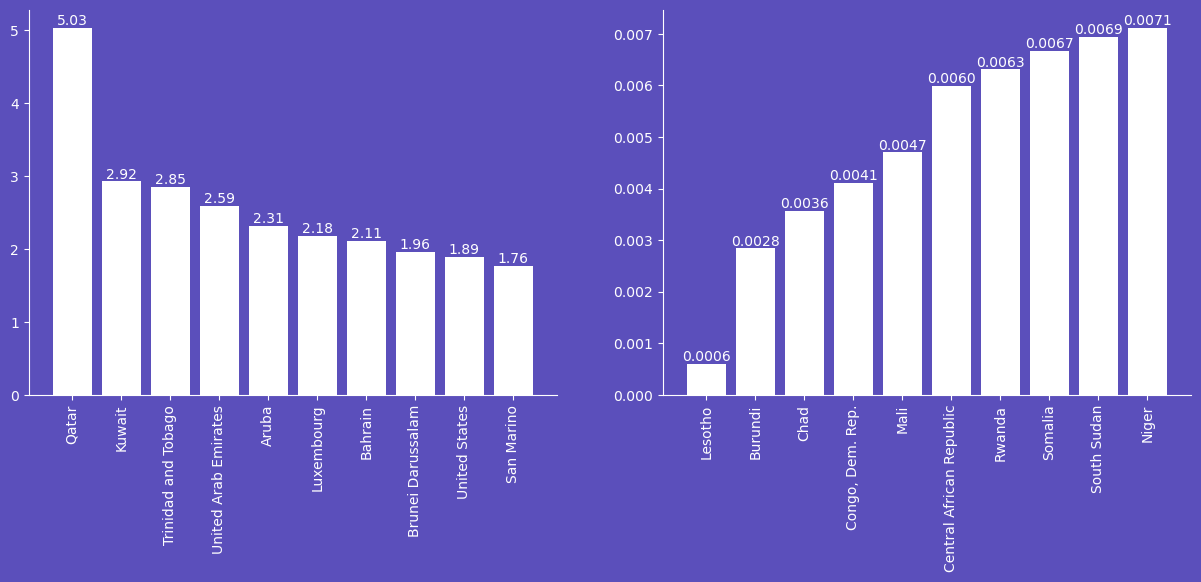 5
4
3
2
1
0
5.03
2.92
2.85
2.59
2.31
2.18
2.11
1.96
1.89
1.76
Qatar
Kuwait
Trinidad and Tobago
United Arab Emirates
Aruba
Luxembourg
Bahrain
Brunei Darussalam
United States
San Marino
0.007
0.006
0.005
0.004
0.003
0.002
0.001
0.000
0.0006
0.0028
0.0036
0.0041
0.0047
0.0060
0.0063
0.0067
0.0069
0.0071
Lesotho
Burundi
Chad
Congo, Dem. Rep.
Mali
Central African Republic
Rwanda
Somalia
South Sudan
Niger